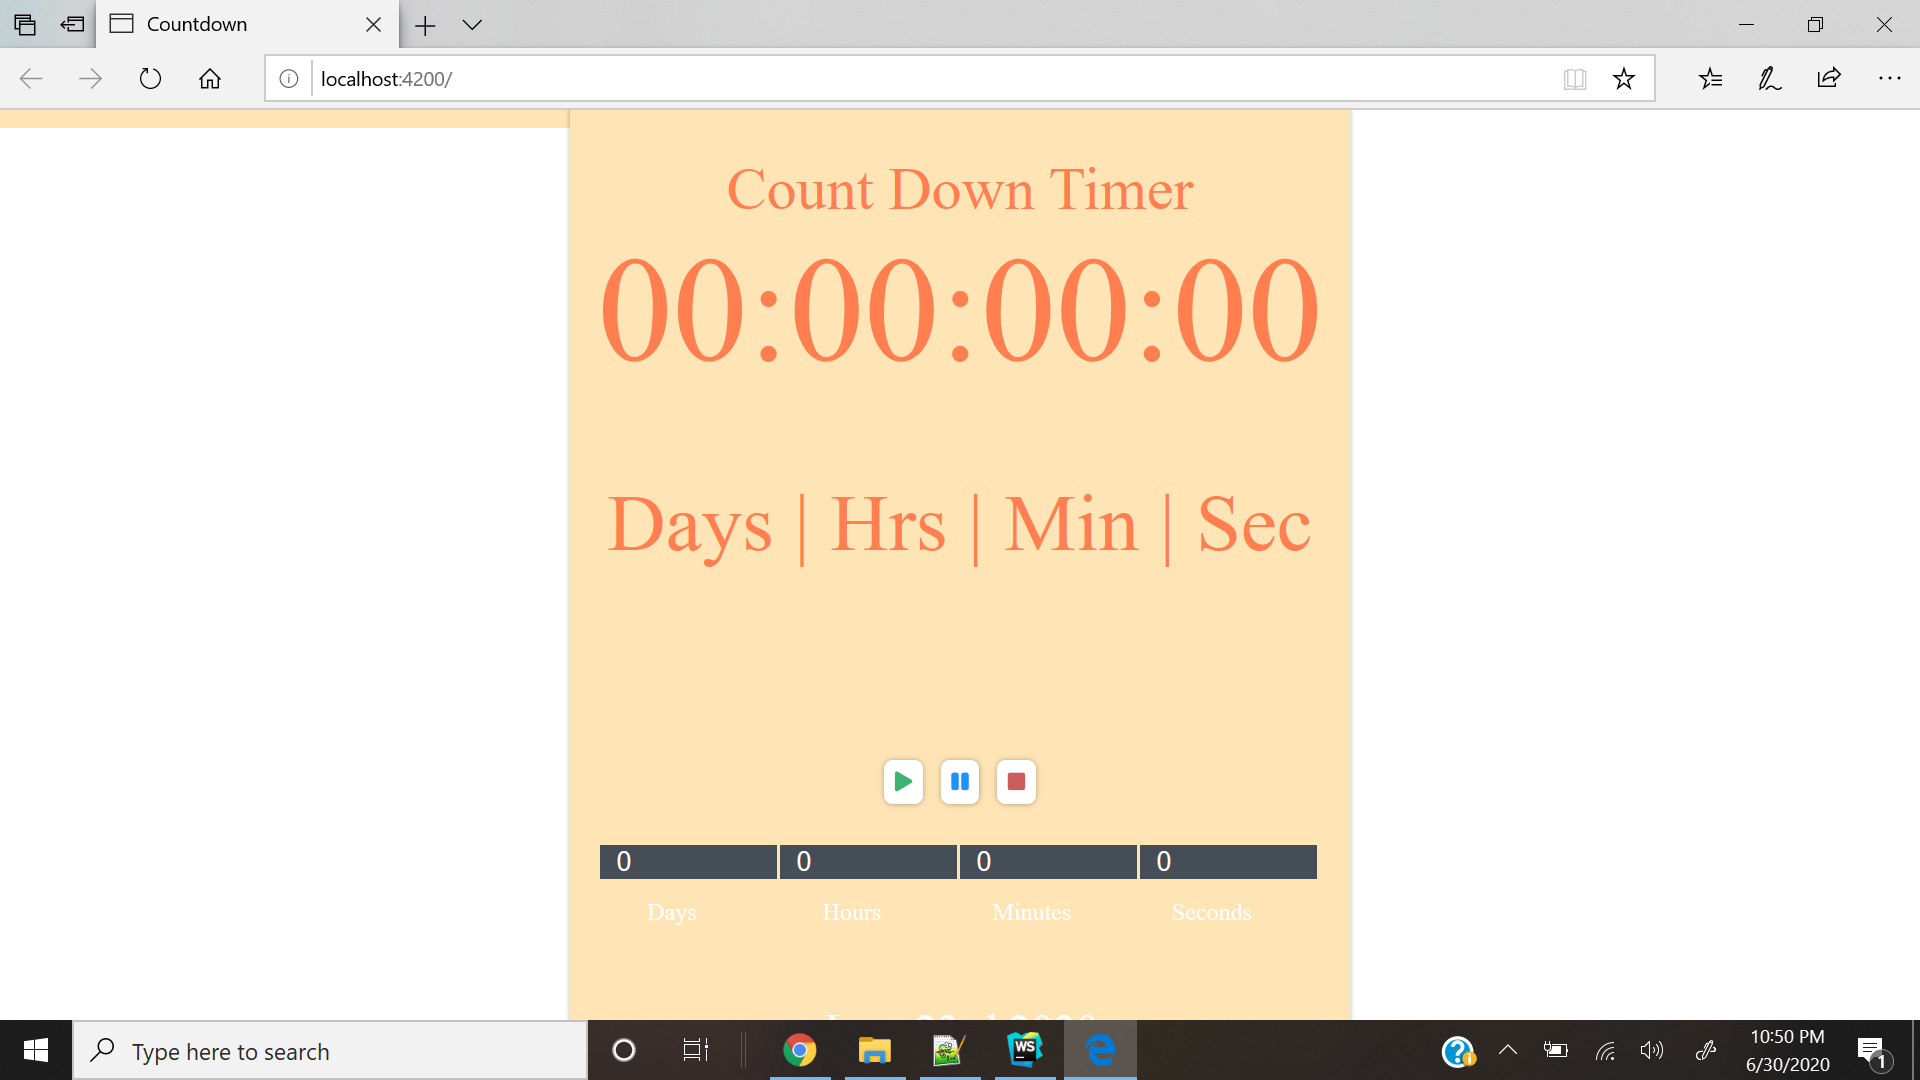 Countdown
localhost:4200/
Count Down Timer
00:00:00:00
Days | Hrs | Min | Sec
0 0 0 0
Days Hours Minutes Seconds
Type here to search
WS
10:50 PM
6/30/2020
1